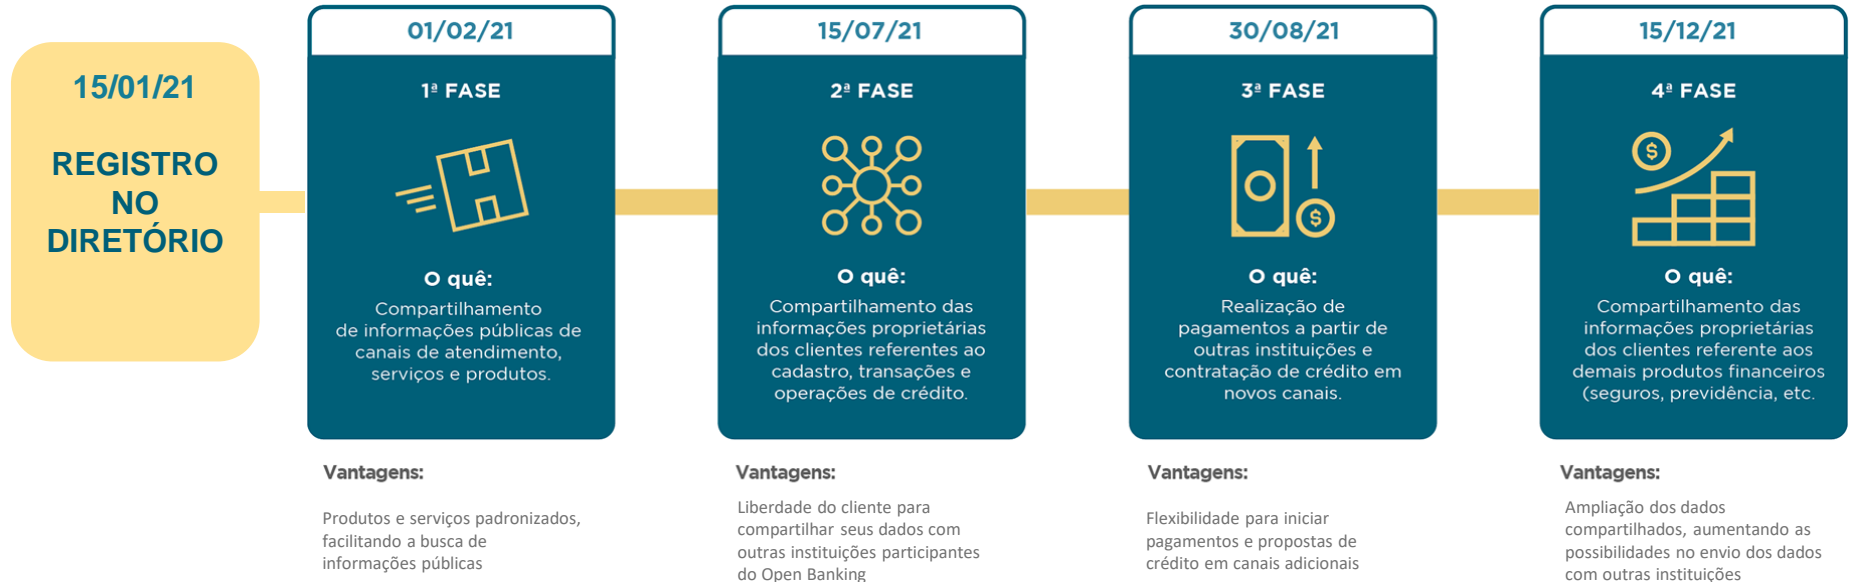 15/01/21
REGISTRO
NO
DIRETÓRIO
01/02/21
1ª FASE
O quê:
Compartilhamento
de informações públicas de
canais de atendimento,
serviços e produtos.
Vantagens:
Produtos e serviços padronizados,
facilitando a busca de
informações públicas
15/07/21
2ª FASE
O quê:
Compartilhamento das
informações proprietárias
dos clientes referentes ao
cadastro, transações e
operações de crédito.
Vantagens:
Liberdade do cliente para
compartilhar seus dados com
outras instituições participantes
do Open Banking
30/08/21
3ª FASE
O quê:
Realização de
pagamentos a partir de
outras instituições e
contratação de crédito em
novos canais.
Vantagens:
Flexibilidade para iniciar
pagamentos e propostas de
crédito em canais adicionais
15/12/21
4ª FASE
O quê:
Compartilhamento das
informações proprietárias
dos clientes referente aos
demais produtos financeiros
(seguros, previdência, etc.
Vantagens:
Ampliação dos dados
compartilhados, aumentando as
possibilidades no envio dos dados
com outras instituições